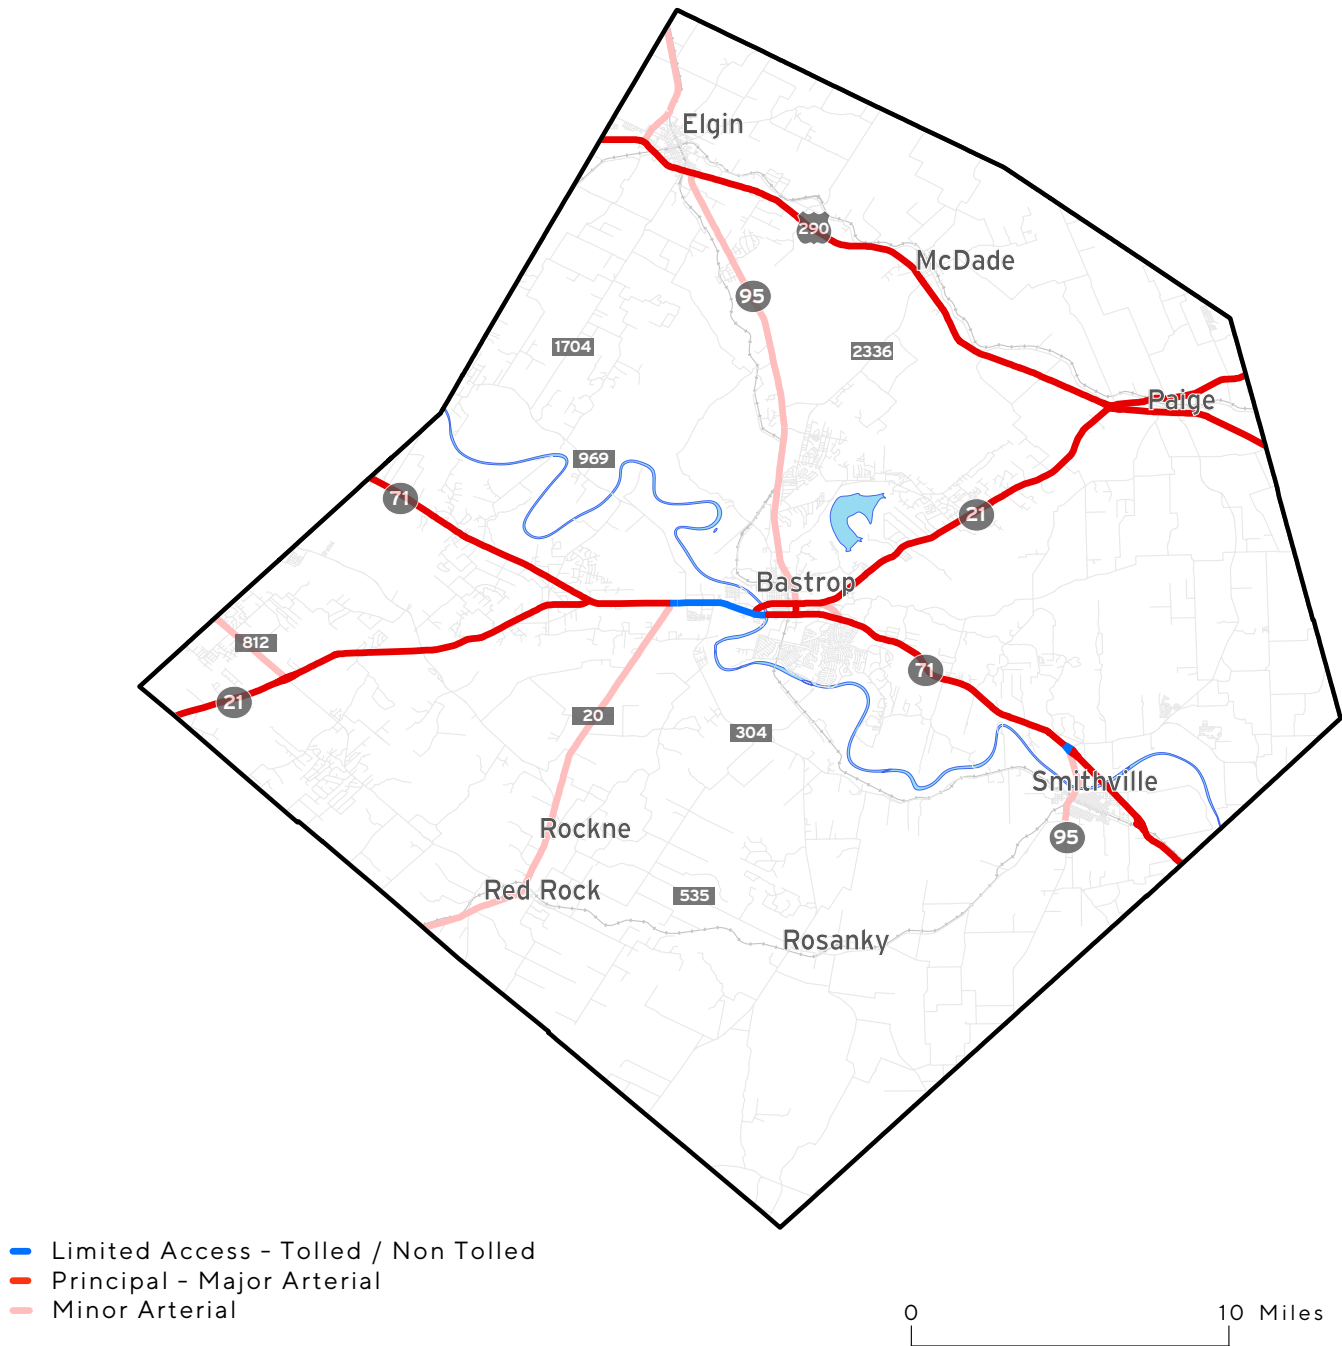 Elgin
290
McDade
95
1704
2336
Paige
969
71
21
Bastrop
812
71
21
20
304
Smithville
Rockne
95
Red Rock
535
Rosanky
Limited Access - Tolled / Non Tolled
Principal - Major Arterial
Minor Arterial
0 10 Miles